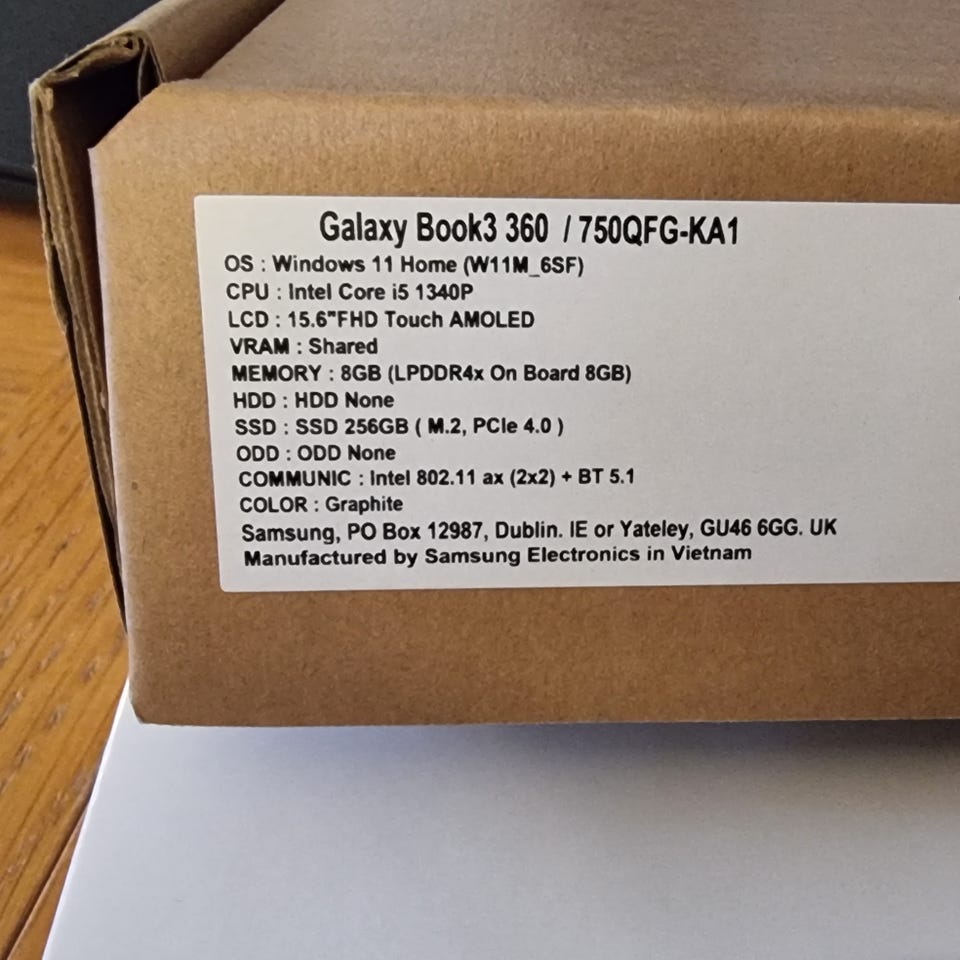 Galaxy Book3 360 / 750QFG-KA1
OS : Windows 11 Home (W11M_6SF)
CPU : Intel Core i5 1340P
LCD : 15.6"FHD Touch AMOLED
VRAM : Shared
MEMORY : 8GB (LPDDR4x On Board 8GB)
HDD : HDD None
SSD : SSD 256GB ( M.2, PCIe 4.0 )
ODD : ODD None
COMMUNIC : Intel 802.11 ax (2x2) + BT 5.1
COLOR : Graphite
Samsung, PO Box 12987, Dublin. IE or Yateley, GU46 6GG. UK
Manufactured by Samsung Electronics in Vietnam